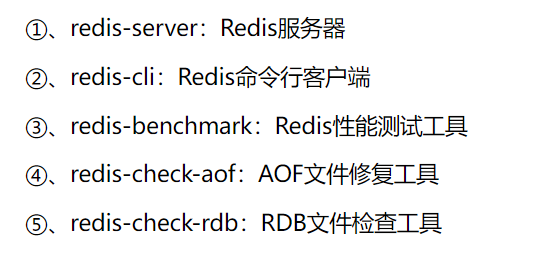 ①、redis-server：Redis服务器
②、redis-cli：Redis命令行客户端
③、redis-benchmark：Redis性能测试工具
④、redis-check-aof：AOF文件修复工具
⑤、redis-check-rdb：RDB文件检查工具